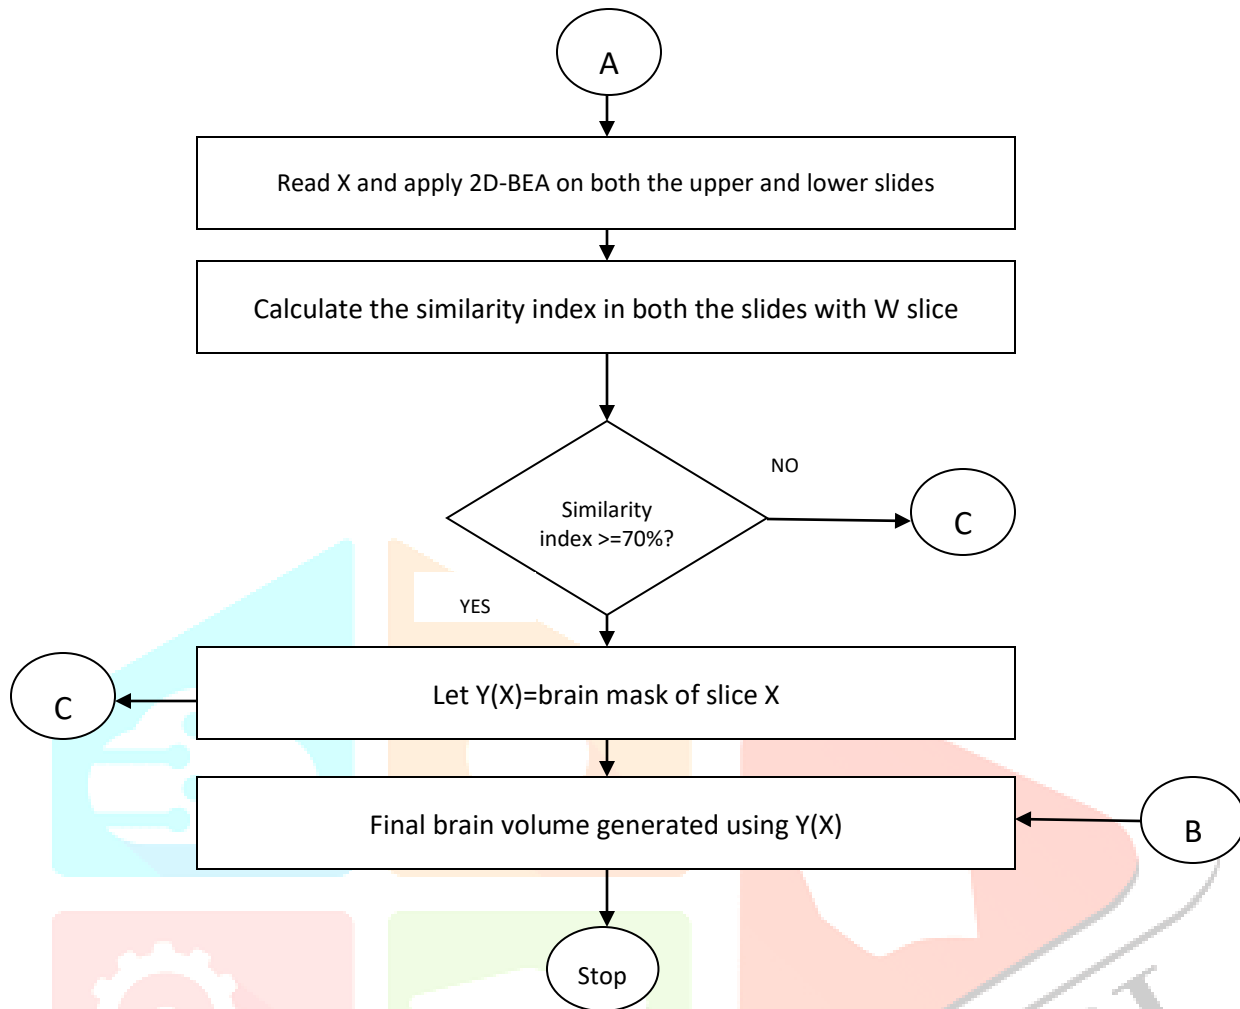 A
Read X and apply 2D-BEA on both the upper and lower slides
Calculate the similarity index in both the slides with W slice
NO
Similarity
index >=70%?
C
YES
Let Y(X)=brain mask of slice X
C
Final brain volume generated using Y(X)
B
Stop